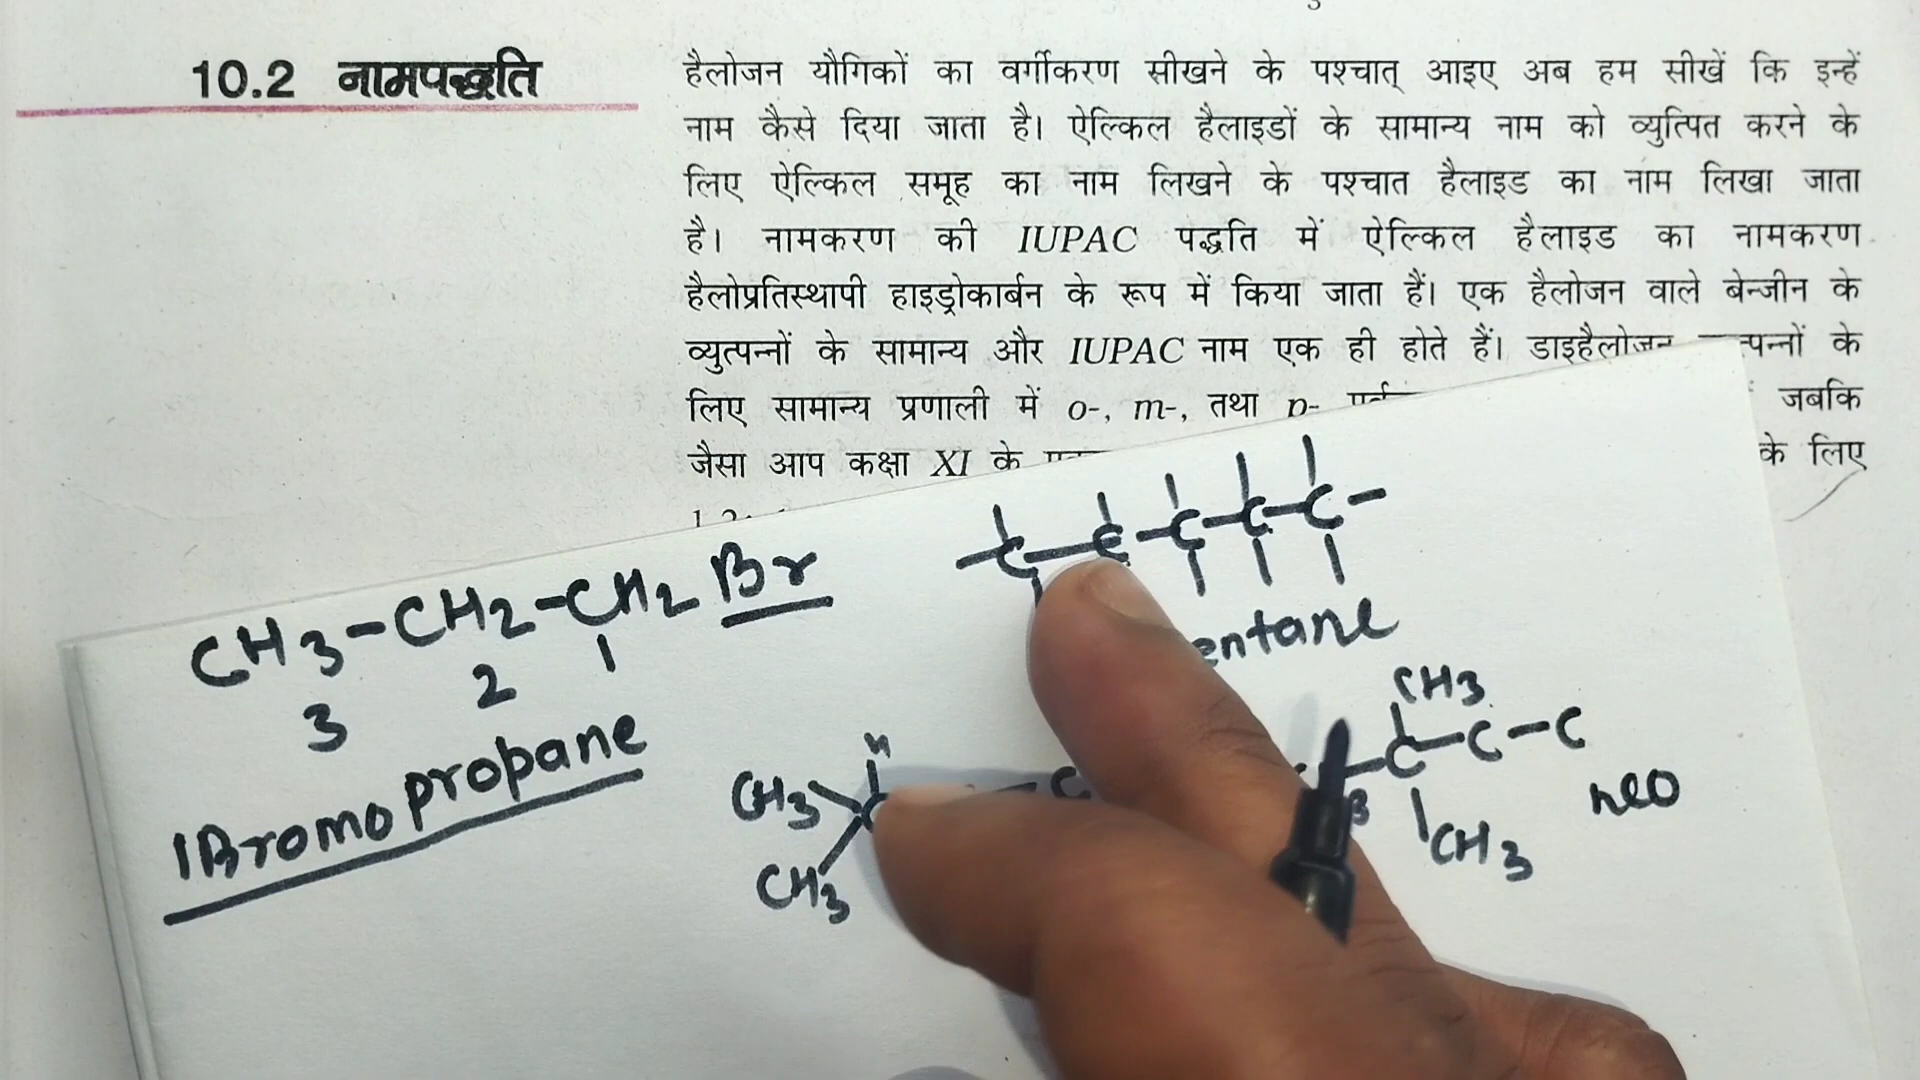 10.2 नामपद्धति
हैलोजन यौगिकों का वर्गीकरण सीखने के पश्चात् आइए अब हम सीखें कि इन्हें
नाम कैसे दिया जाता है। ऐल्किल हैलाइडों के सामान्य नाम को व्युत्पित करने के
लिए ऐल्किल समूह का नाम लिखने के पश्चात हैलाइड का नाम लिखा जाता
है। नामकरण की IUPAC पद्धति में ऐल्किल हैलाइड का नामकरण
हैलोप्रतिस्थापी हाइड्रोकार्बन के रूप में किया जाता हैं। एक हैलोजन वाले बेन्जीन के
व्युत्पन्नों के सामान्य और IUPAC नाम एक ही होते हैं। डाइहैलोजन त्पन्नों के
लिए सामान्य प्रणाली में o-, m-, तथा p- जबकि
जैसा आप कक्षा XI के के लिए
CH3-CH2-CH2Br
3 2 1
1Bromopropane
-C-C-C-C-C-
entane
CH3
H
CH3
C-C-C
neo
CH3
CH3